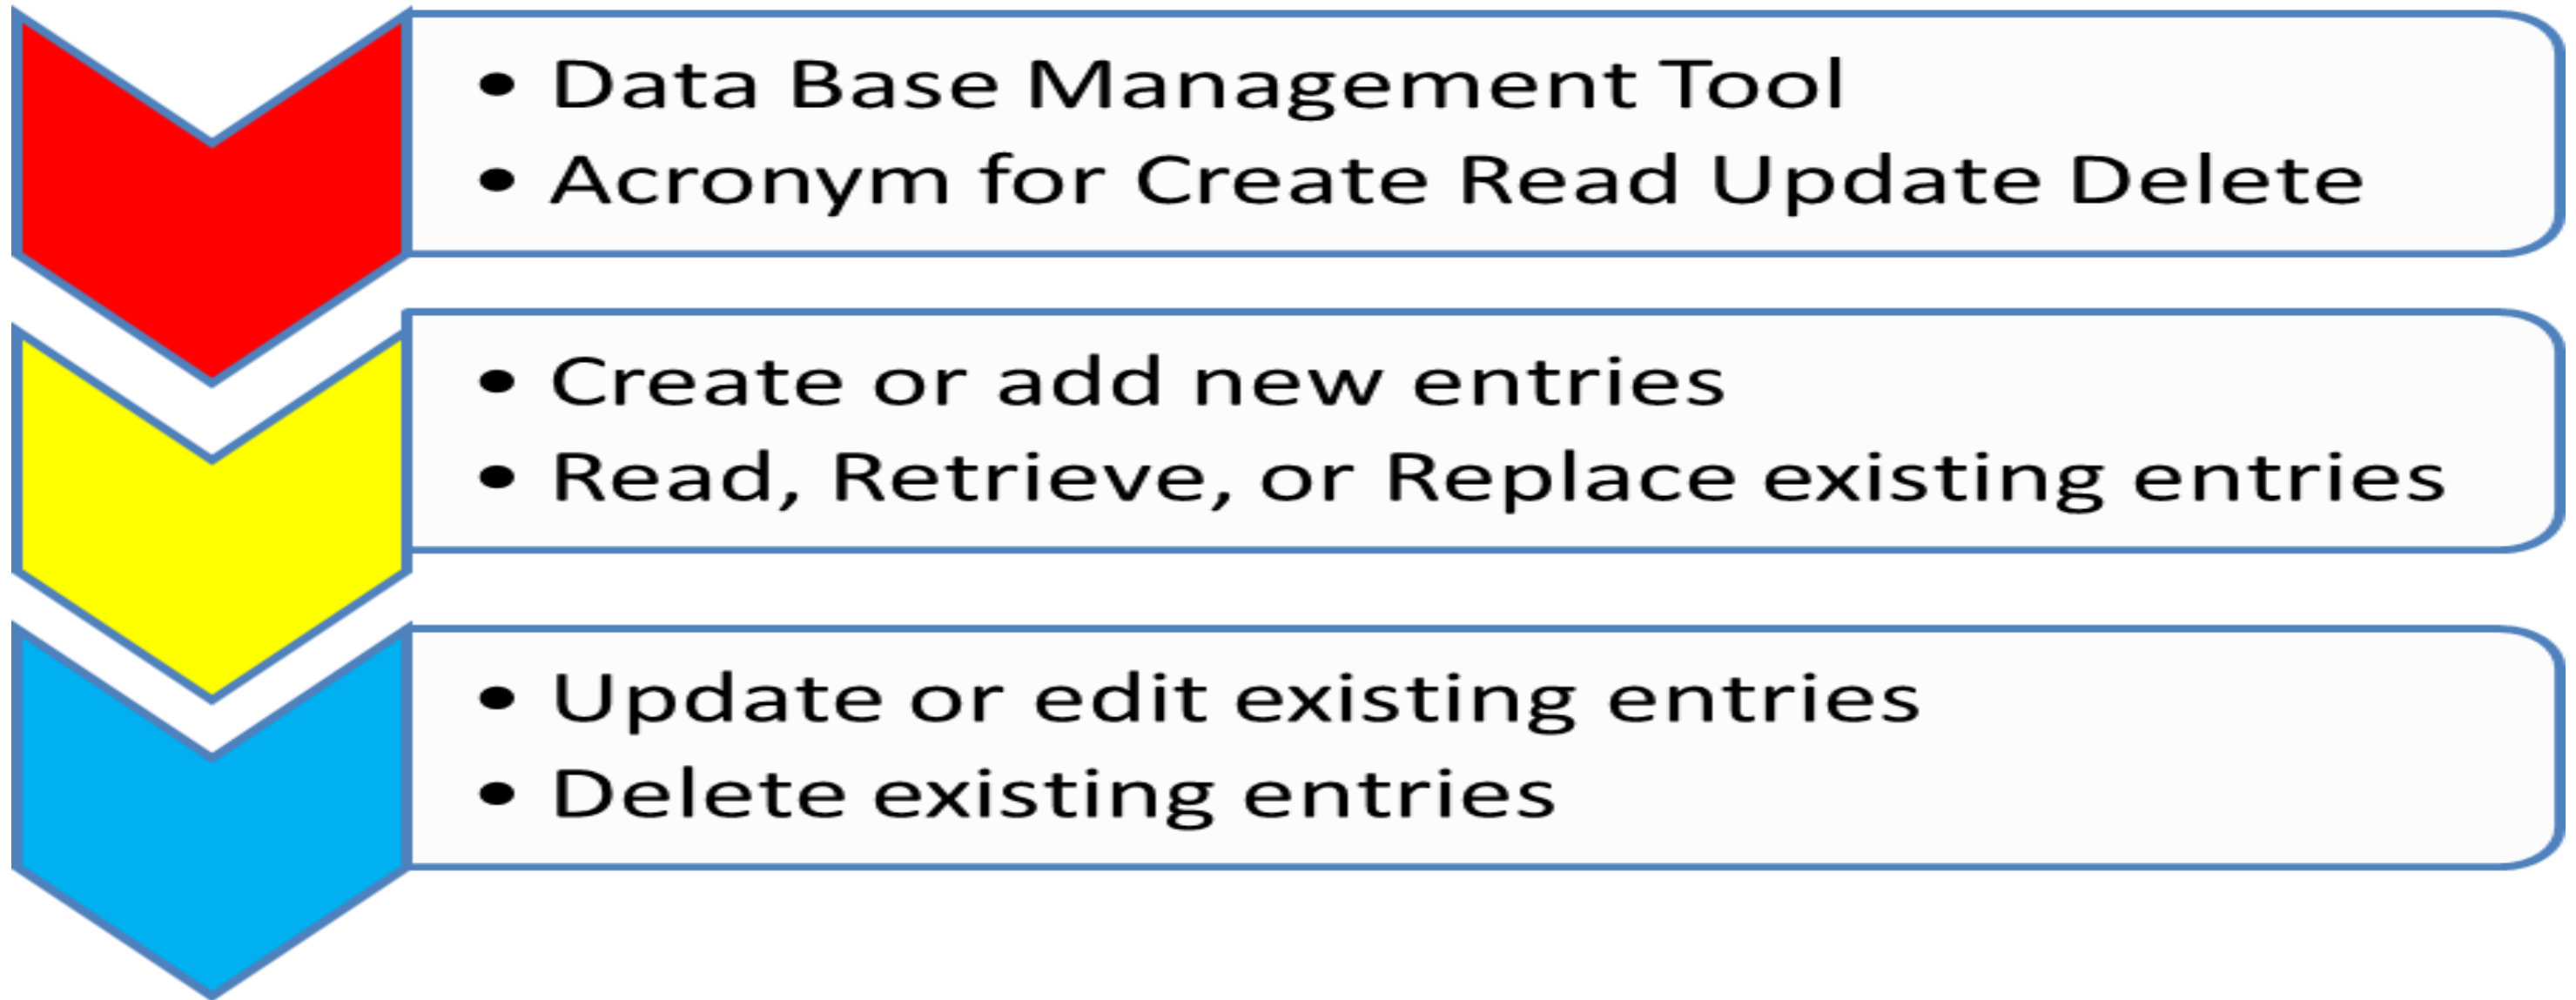 • Data Base Management Tool
• Acronym for Create Read Update Delete
• Create or add new entries
• Read, Retrieve, or Replace existing entries
• Update or edit existing entries
• Delete existing entries